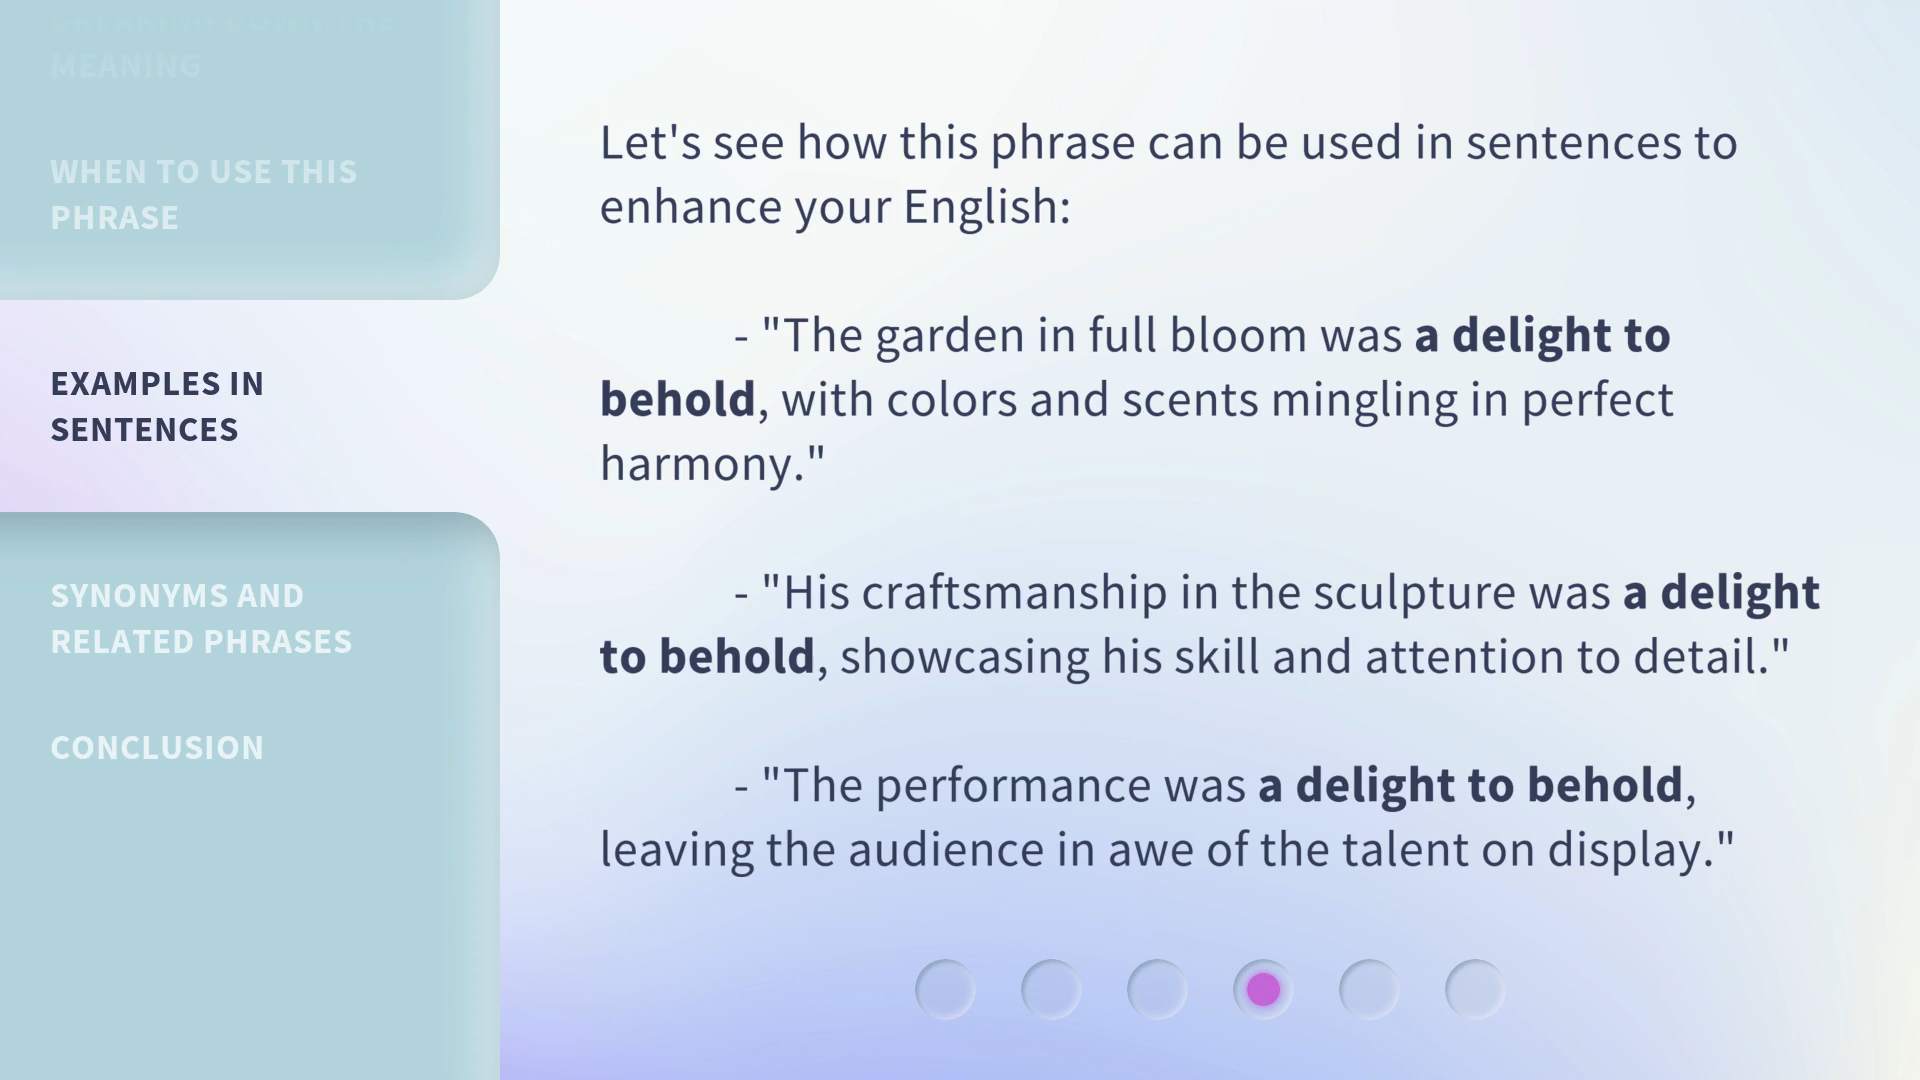 MEANING
WHEN TO USE THIS
PHRASE
EXAMPLES IN
SENTENCES
SYNONYMS AND
RELATED PHRASES
CONCLUSION
Let's see how this phrase can be used in sentences to
enhance your English:
- "The garden in full bloom was a delight to
behold, with colors and scents mingling in perfect
harmony."
- "His craftsmanship in the sculpture was a delight
to behold, showcasing his skill and attention to detail."
- "The performance was a delight to behold,
leaving the audience in awe of the talent on display."